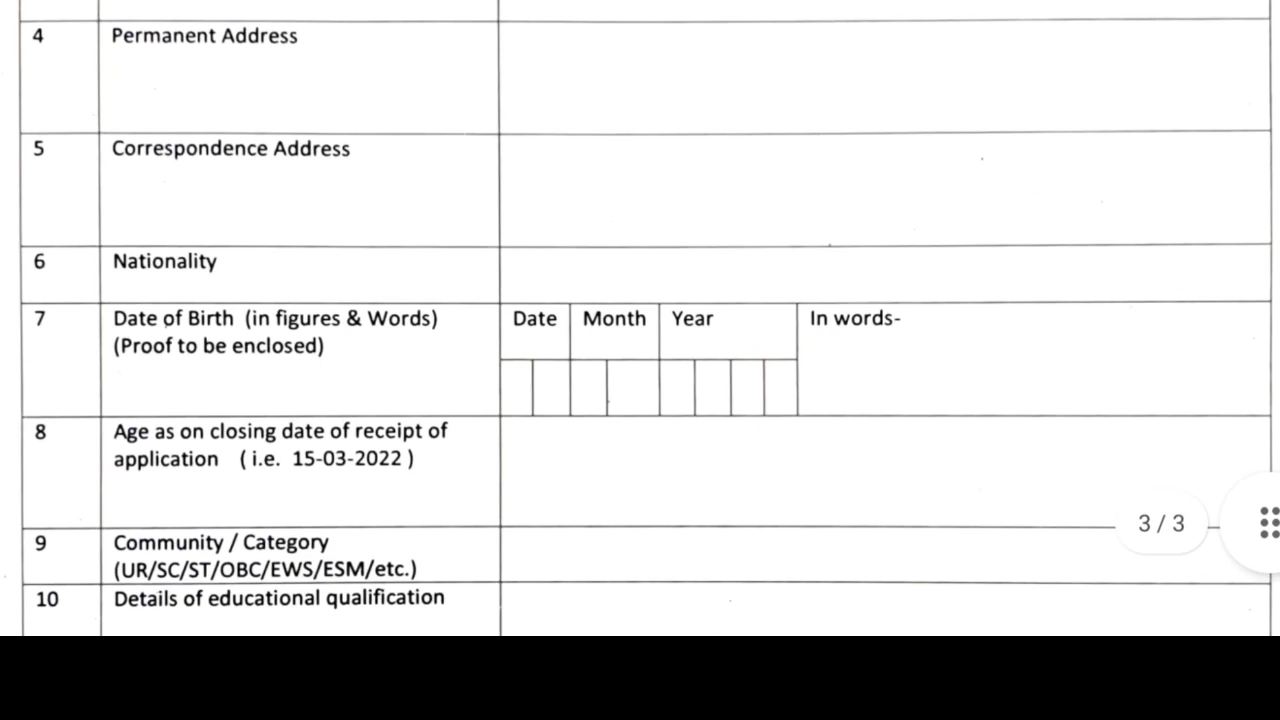 4 Permanent Address
5 Correspondence Address
6 Nationality
7 Date of Birth (in figures & Words) Date Month Year In words-
(Proof to be enclosed)
8 Age as on closing date of receipt of
application ( i.e. 15-03-2022 )
3 / 3
9 Community / Category
(UR/SC/ST/OBC/EWS/ESM/etc.)
10 Details of educational qualification